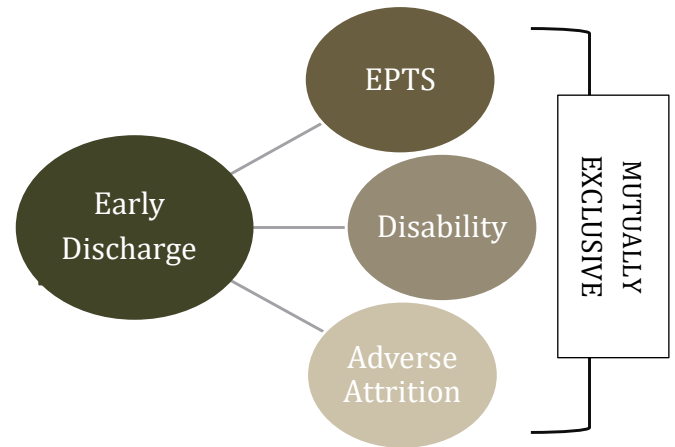 EPTS
Early
Discharge
Disability
Adverse
Attrition
MUTUALLY
EXCLUSIVE